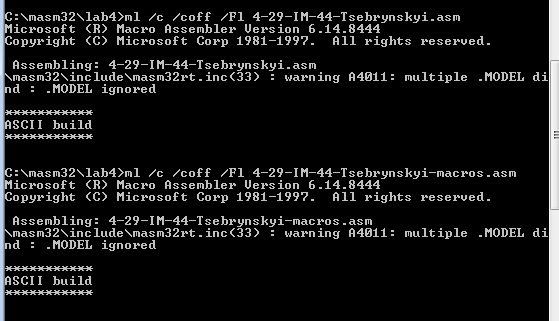 C:\masm32\lab4>ml /c /coff /Fl 4-29-IM-44-Tsebrynskyi.asm
Microsoft (R) Macro Assembler Version 6.14.8444
Copyright (C) Microsoft Corp 1981-1997.  All rights reserved.
 Assembling: 4-29-IM-44-Tsebrynskyi.asm
\masm32\include\masm32rt.inc(33) : warning A4011: multiple .MODEL di
nd : .MODEL ignored
***********
ASCII build
***********
C:\masm32\lab4>ml /c /coff /Fl 4-29-IM-44-Tsebrynskyi-macros.asm
Microsoft (R) Macro Assembler Version 6.14.8444
Copyright (C) Microsoft Corp 1981-1997.  All rights reserved.
 Assembling: 4-29-IM-44-Tsebrynskyi-macros.asm
\masm32\include\masm32rt.inc(33) : warning A4011: multiple .MODEL di
nd : .MODEL ignored
***********
ASCII build
***********